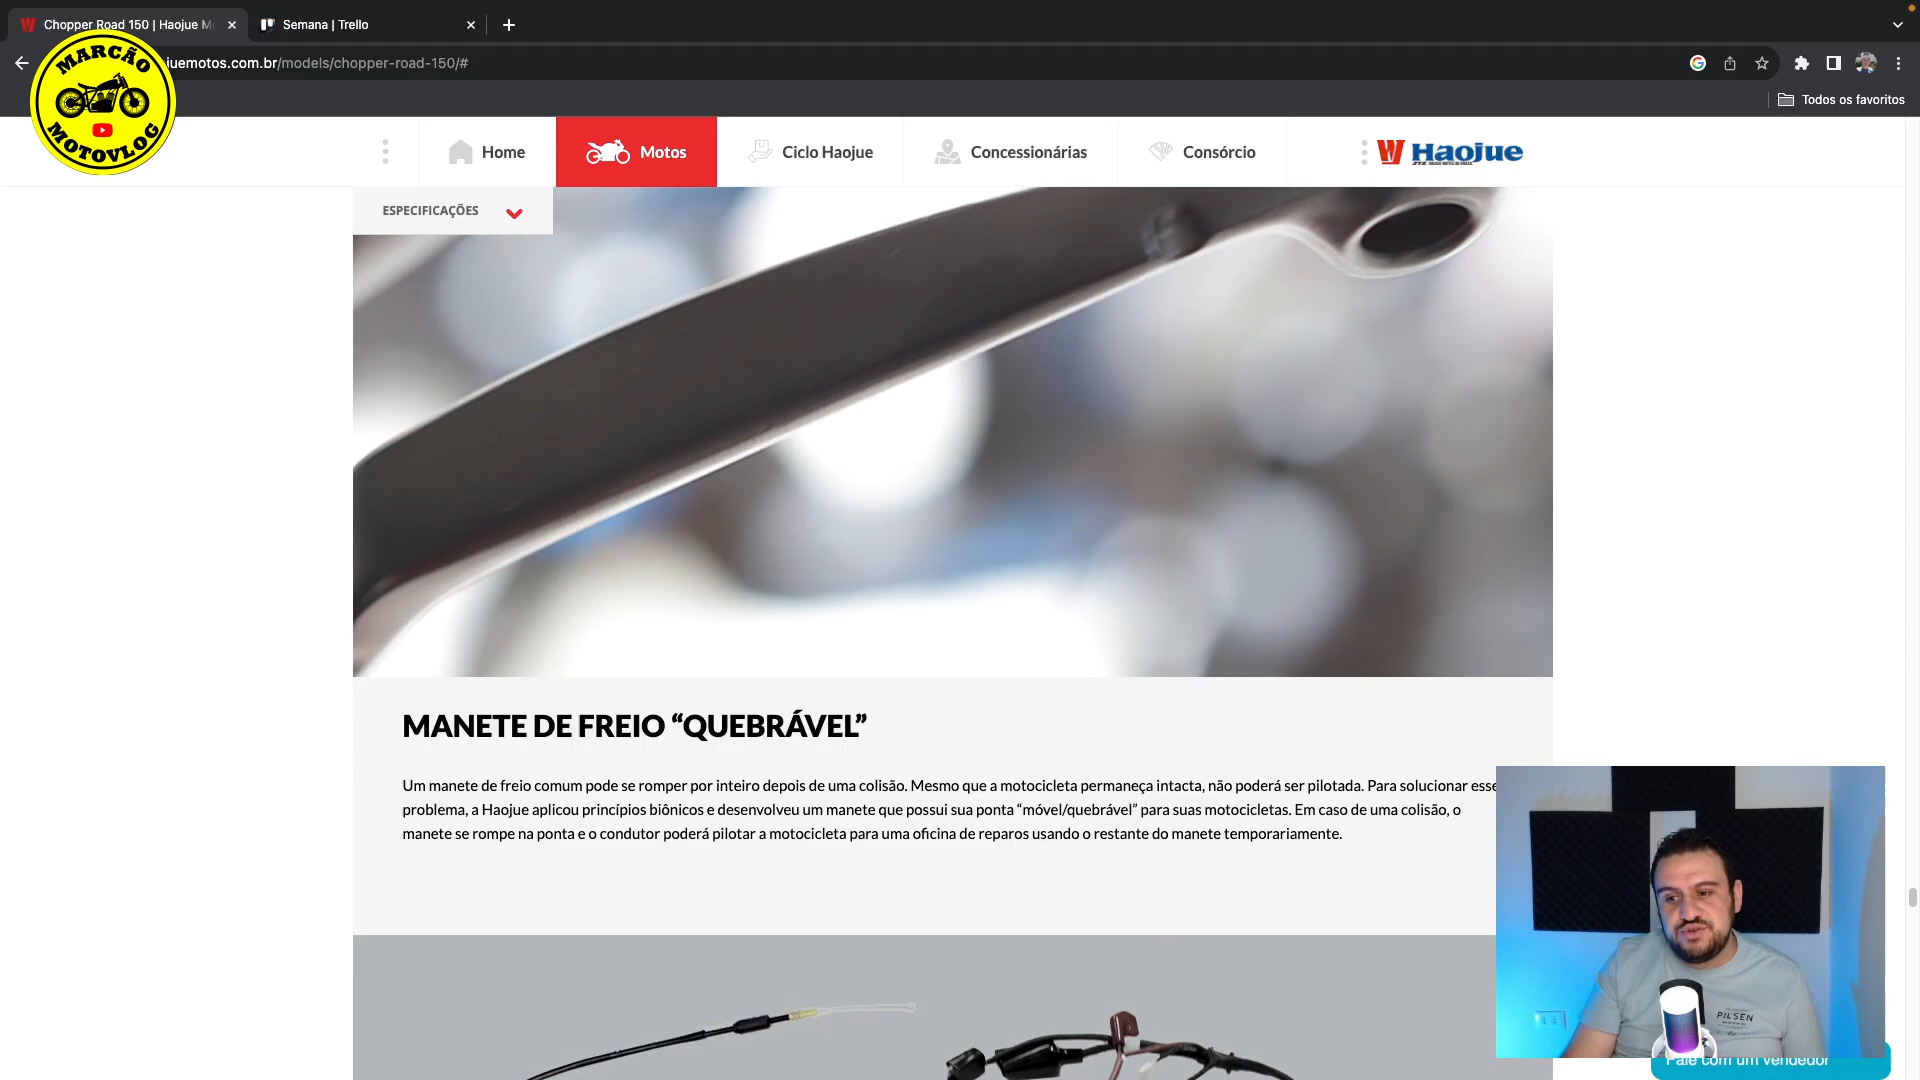 Chopper Road 150 | Haojue M
Semana | Trello
juemotos.com.br/models/chopper-road-150/#
Todos os favoritos
MARCÃO
MOTOVLOG
Home
Motos
Ciclo Haojue
Concessionárias
Consórcio
Haojue
ESPECIFICAÇÕES
MANETE DE FREIO “QUEBRÁVEL”
Um manete de freio comum pode se romper por inteiro depois de uma colisão. Mesmo que a motocicleta permaneça intacta, não poderá ser pilotada. Para solucionar esse
problema, a Haojue aplicou princípios biônicos e desenvolveu um manete que possui sua ponta “móvel/quebrável” para suas motocicletas. Em caso de uma colisão, o
manete se rompe na ponta e o condutor poderá pilotar a motocicleta para uma oficina de reparos usando o restante do manete temporariamente.
PILSEN
Fale com um vendedor